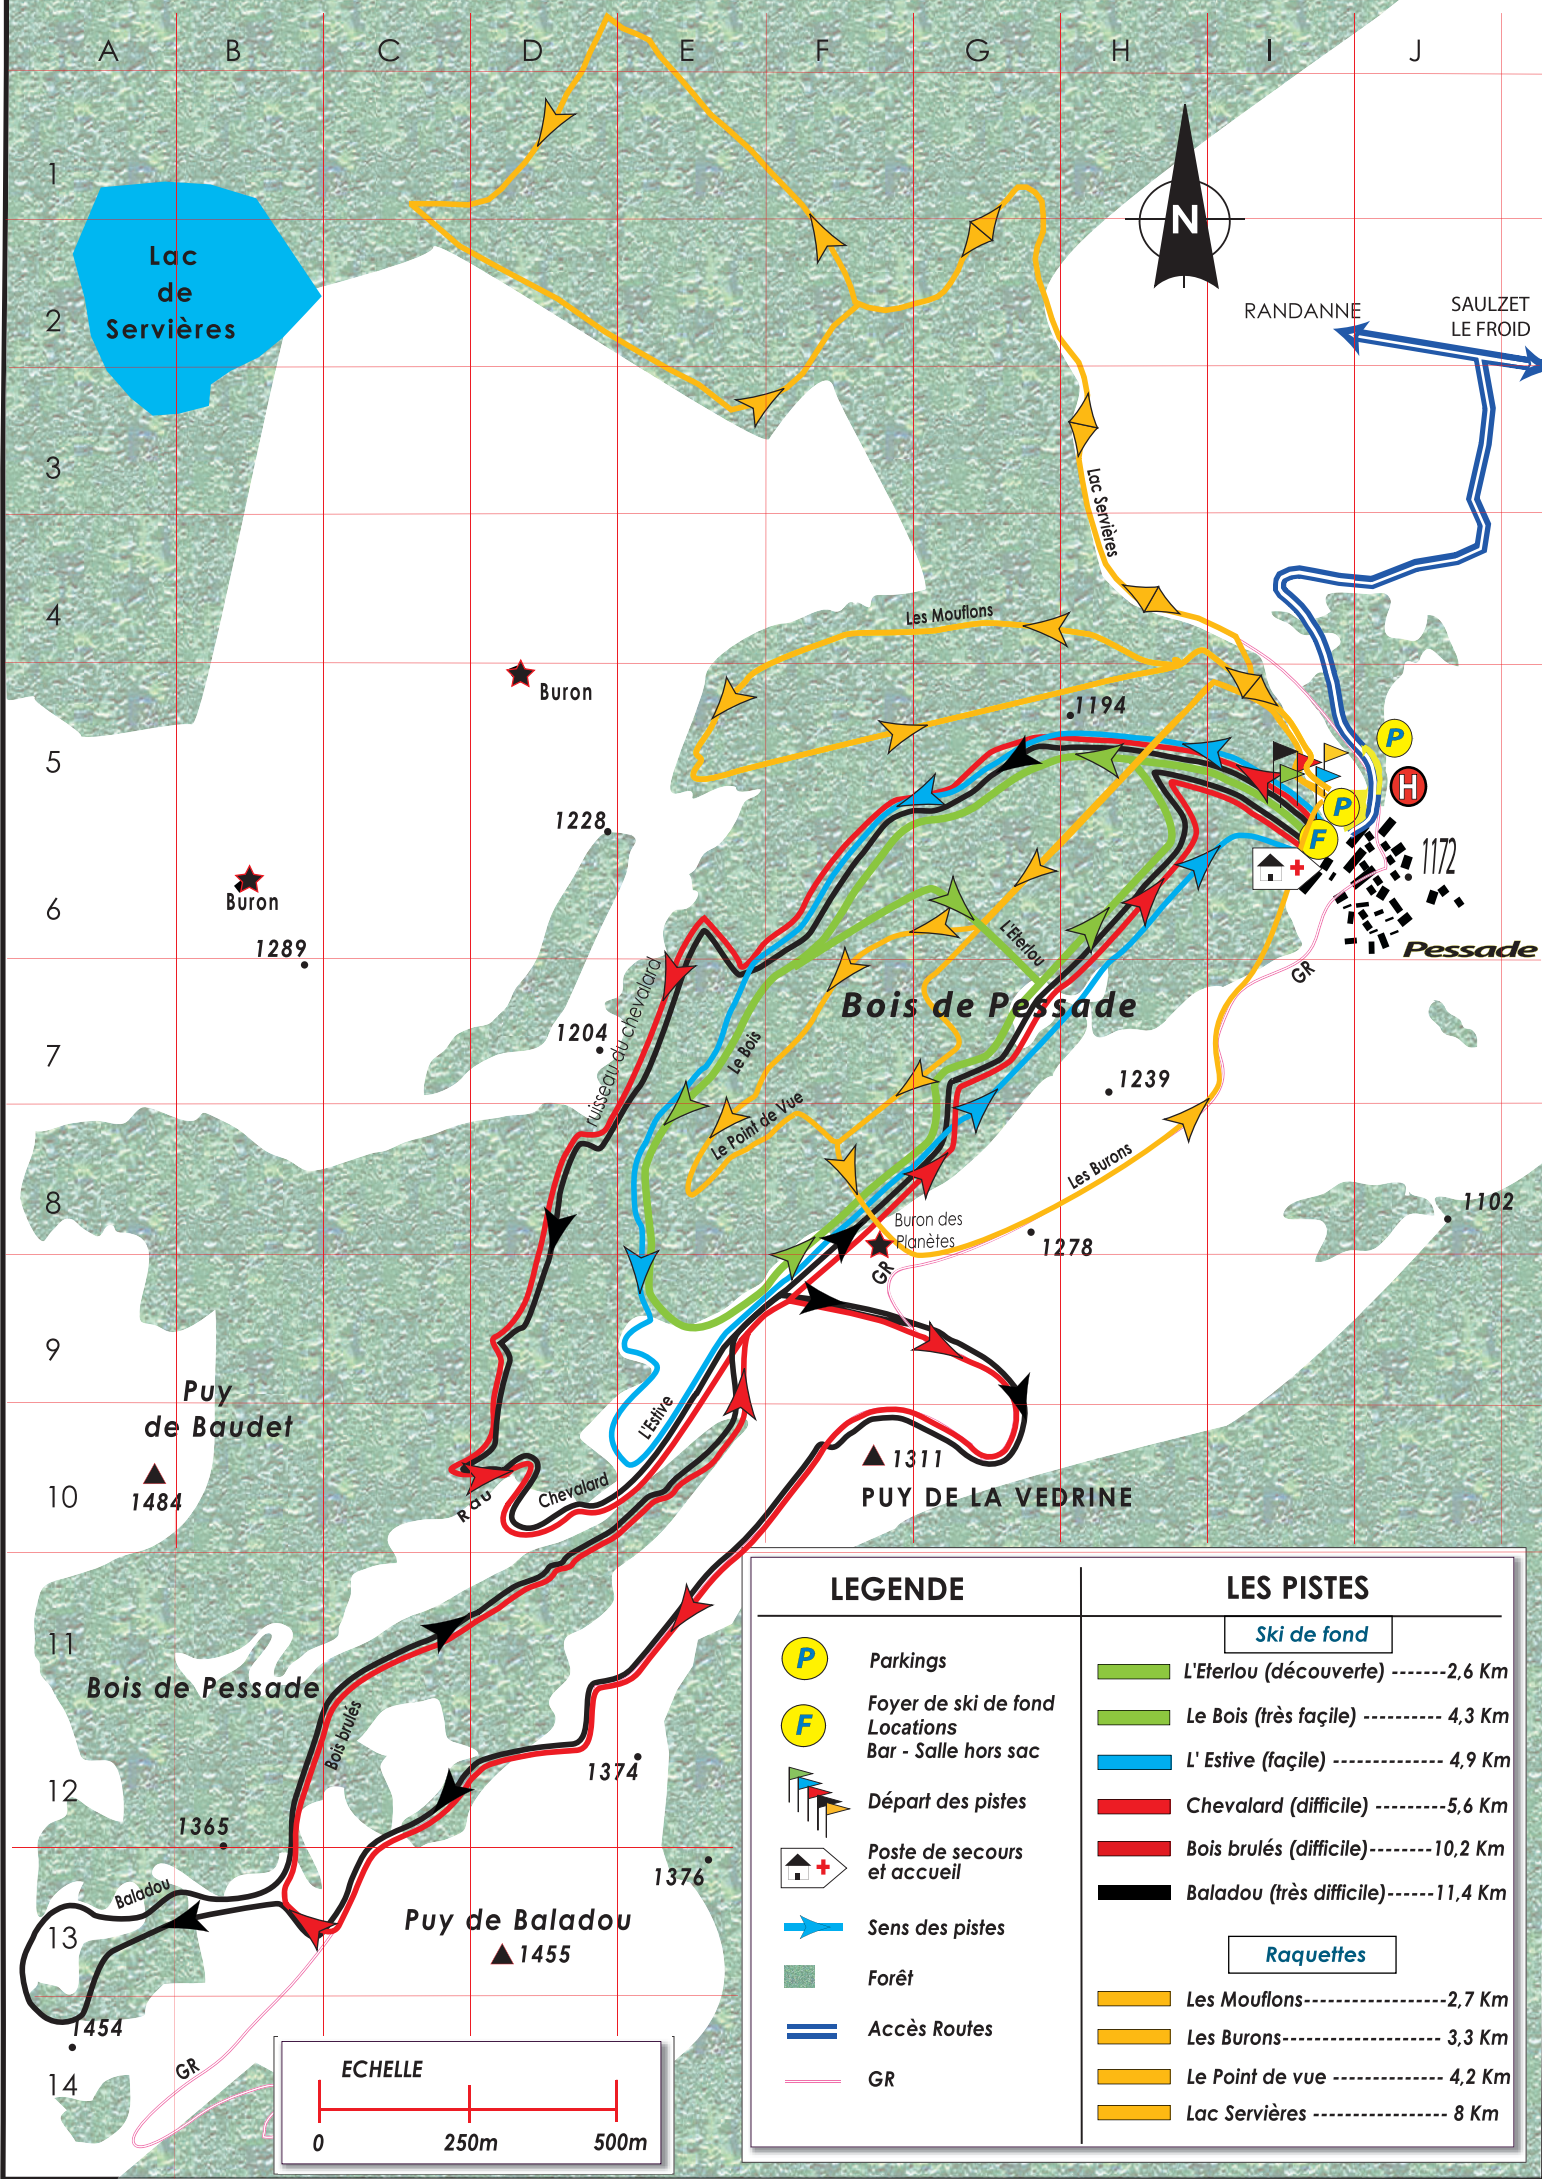 A B C D E F G H I J
1
2
3
4
5
6
7
8
9
10
11
12
13
14
Lac
de
Servières
N
RANDANNE
SAULZET
LE FROID
Lac Servières
Les Mouflons
Buron
1194
P
H
P
F
1228
1172
Buron
1289
L'Eterlou
Pessade
GR
ruisseau du chevalard
Bois de Pessade
1204
Le Bois
1239
Le Point de Vue
Les Burons
1102
Buron des
Planètes
1278
GR
Puy
de Baudet
1484
L'Estive
1311
PUY DE LA VEDRINE
Chevalard
Rau
Bois de Pessade
Bois brulés
1374
1365
1376
Baladou
Puy de Baladou
1455
1454
GR
ECHELLE
0 250m 500m
LEGENDE
P Parkings
F Foyer de ski de fond
Locations
Bar - Salle hors sac
Départ des pistes
Poste de secours
et accueil
Sens des pistes
Forêt
Accès Routes
GR
LES PISTES
Ski de fond
L'Eterlou (découverte) -------2,6 Km
Le Bois (très façile) ---------- 4,3 Km
L' Estive (façile) -------------- 4,9 Km
Chevalard (difficile) ---------5,6 Km
Bois brulés (difficile)--------10,2 Km
Baladou (très difficile)------11,4 Km
Raquettes
Les Mouflons------------------2,7 Km
Les Burons-------------------- 3,3 Km
Le Point de vue -------------- 4,2 Km
Lac Servières ----------------- 8 Km